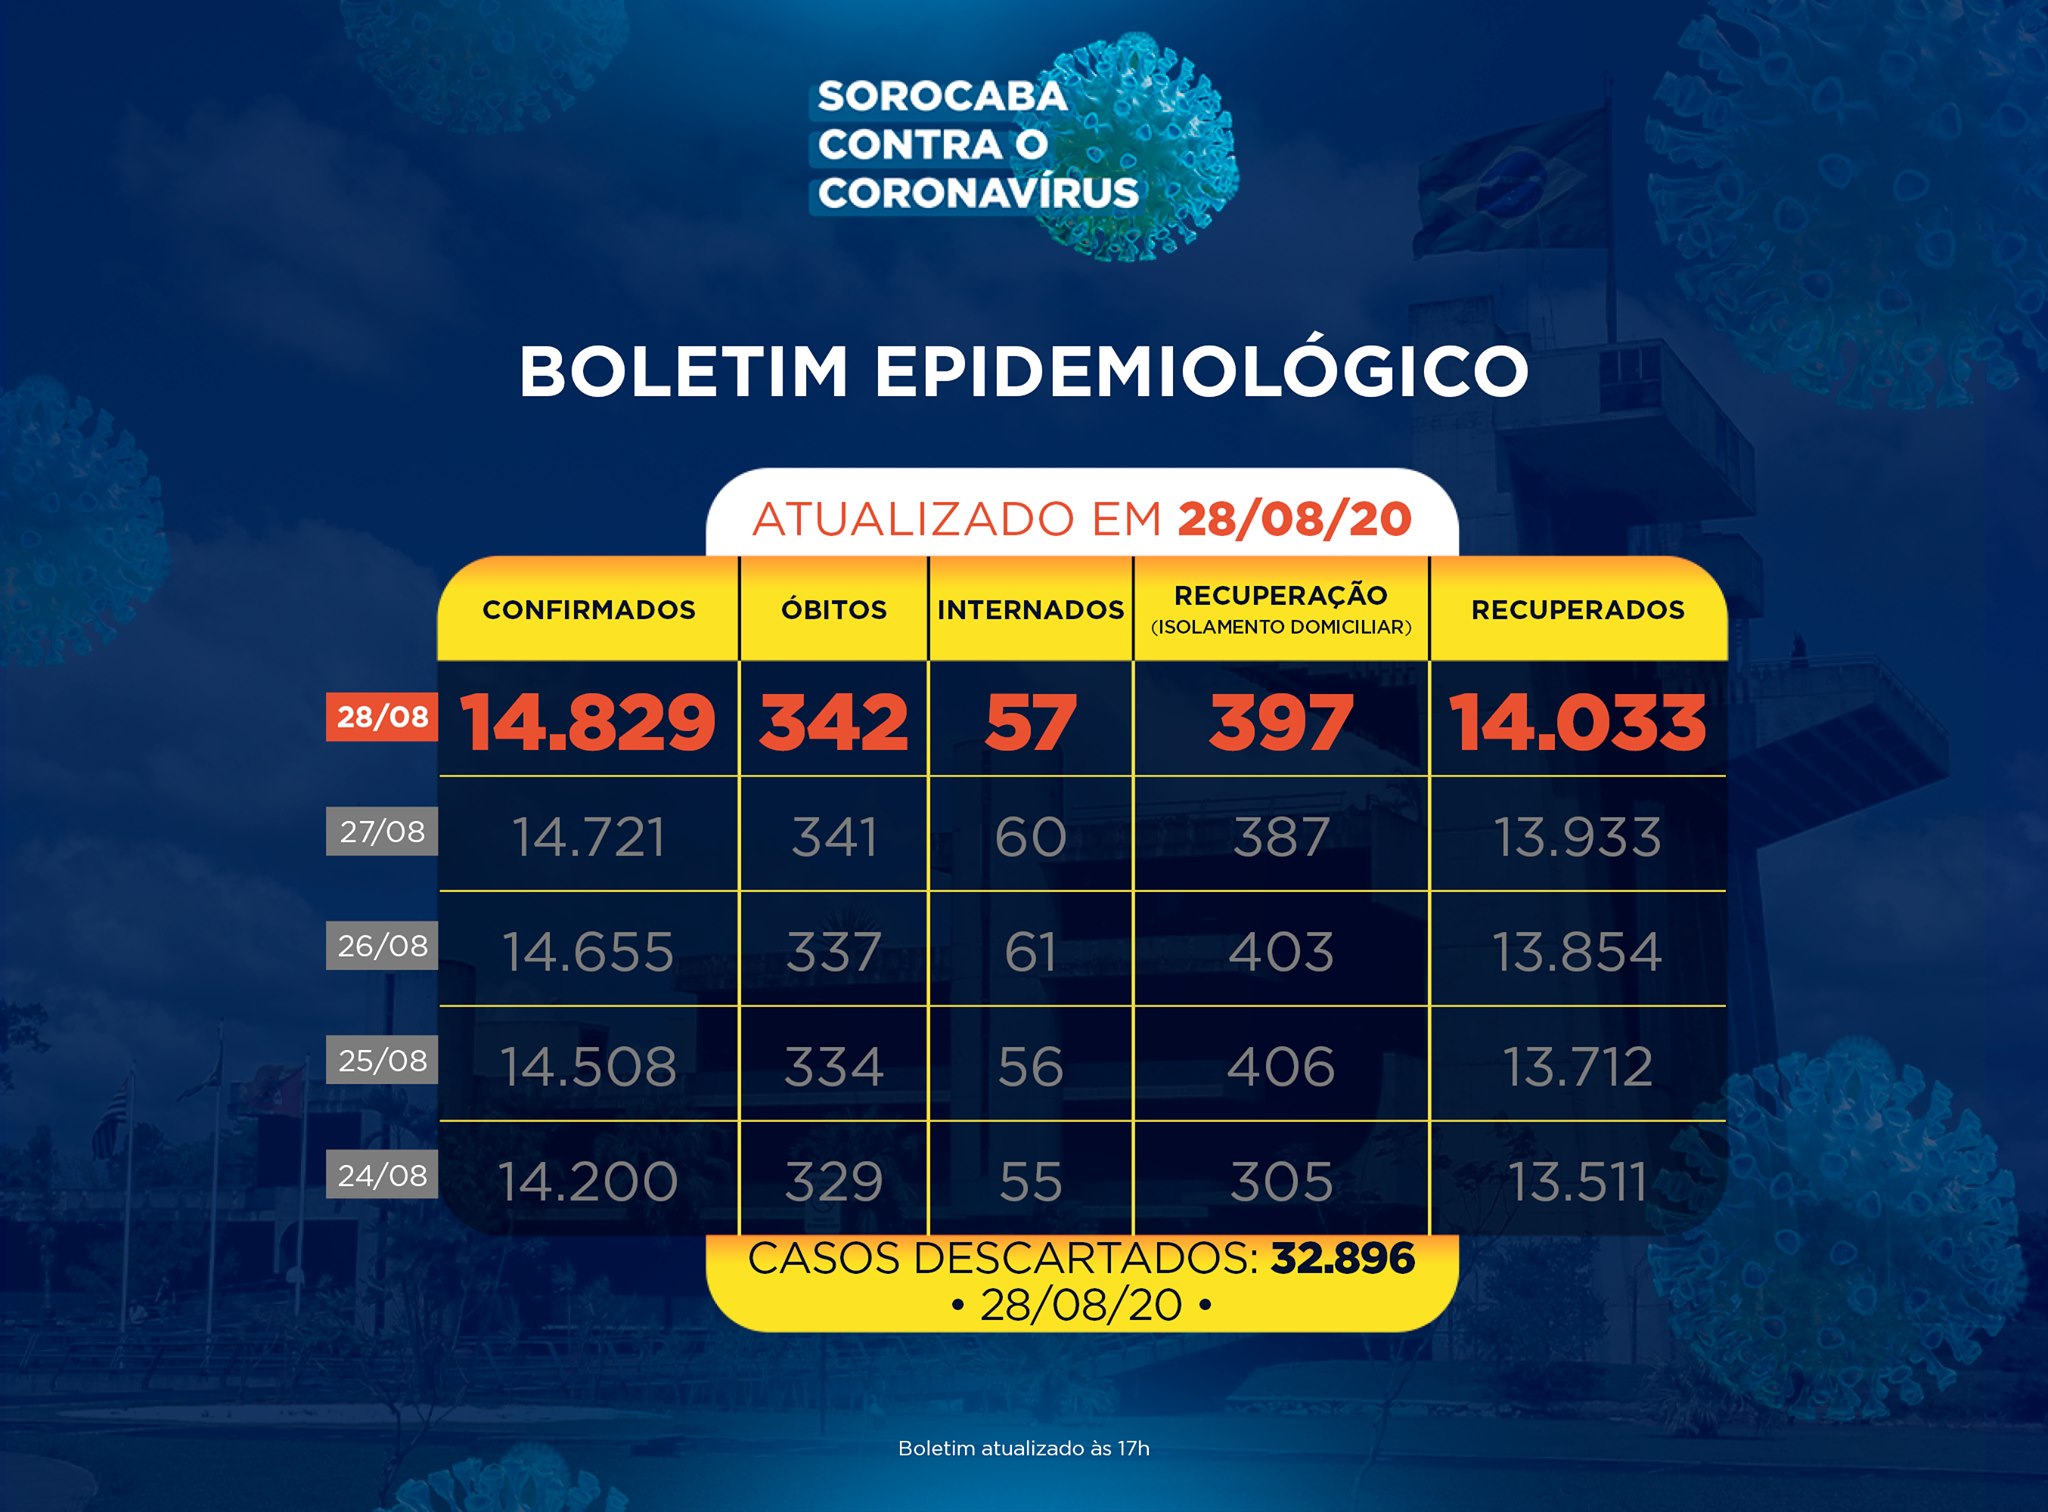 SOROCABA
CONTRA O
CORONAVÍRUS
BOLETIM EPIDEMIOLÓGICO
ATUALIZADO EM 28/08/20
CONFIRMADOS ÓBITOS INTERNADOS RECUPERAÇÃO (ISOLAMENTO DOMICILIAR) RECUPERADOS
28/08 14.829 342 57 397 14.033
27/08 14.721 341 60 387 13.933
26/08 14.655 337 61 403 13.854
25/08 14.508 334 56 406 13.712
24/08 14.200 329 55 305 13.511
CASOS DESCARTADOS: 32.896
• 28/08/20 •
Boletim atualizado às 17h